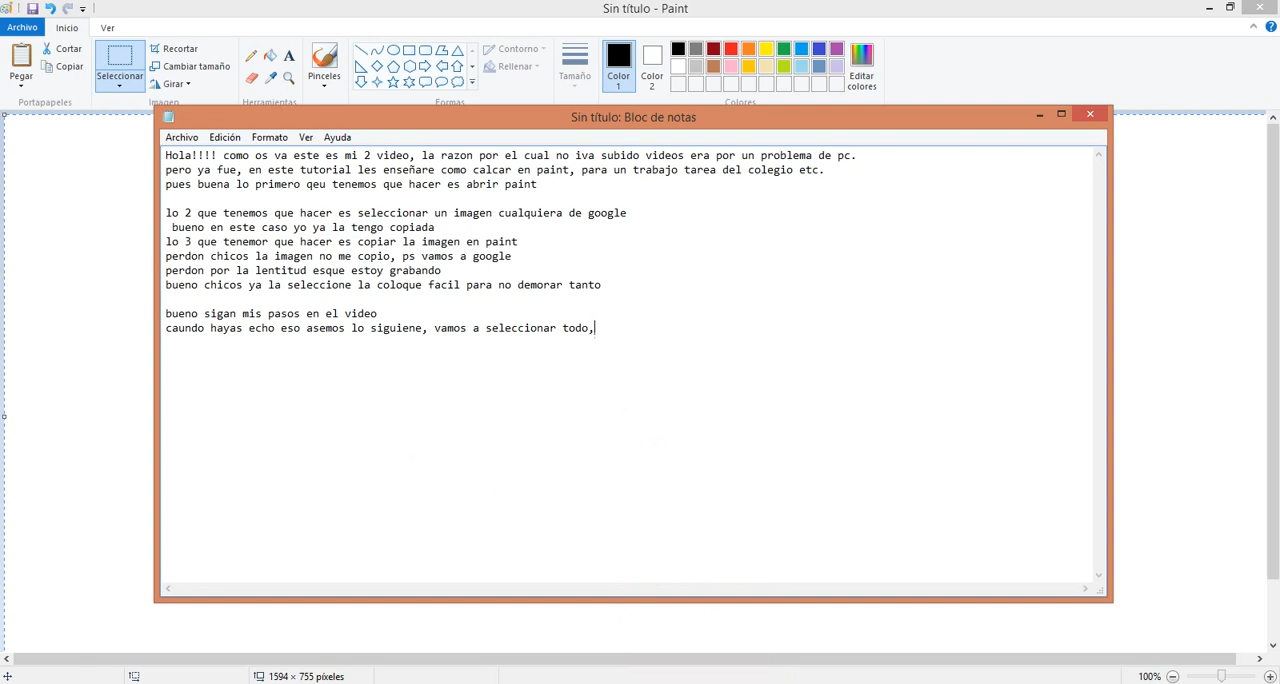 Sin título - Paint
Archivo Inicio Ver
Pegar
Cortar
Copiar
Portapapeles
Seleccionar
Recortar
Cambiar tamaño
Girar
Imagen
Herramientas
Pinceles
Contorno
Rellenar
Formas
Tamaño
Color 1
Color 2
Editar colores
Colores
Sin título: Bloc de notas
Archivo Edición Formato Ver Ayuda
Hola!!!! como os va este es mi 2 video, la razon por el cual no iva subido videos era por un problema de pc.
pero ya fue, en este tutorial les enseñare como calcar en paint, para un trabajo tarea del colegio etc.
pues buena lo primero qeu tenemos que hacer es abrir paint
lo 2 que tenemos que hacer es seleccionar un imagen cualquiera de google
bueno en este caso yo ya la tengo copiada
lo 3 que tenemor que hacer es copiar la imagen en paint
perdon chicos la imagen no me copio, ps vamos a google
perdon por la lentitud esque estoy grabando
bueno chicos ya la seleccione la coloque facil para no demorar tanto
bueno sigan mis pasos en el video
caundo hayas echo eso asemos lo siguiene, vamos a seleccionar todo,
1594 × 755 píxeles
100%